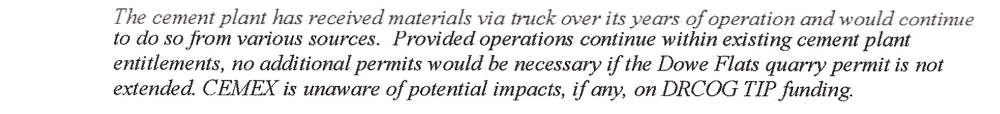 The cement plant has received materials via truck over its years of operation and would continue
to do so from various sources.  Provided operations continue within existing cement plant
entitlements, no additional permits would be necessary if the Dowe Flats quarry permit is not
extended. CEMEX is unaware of potential impacts, if any, on DRCOG TIP funding.